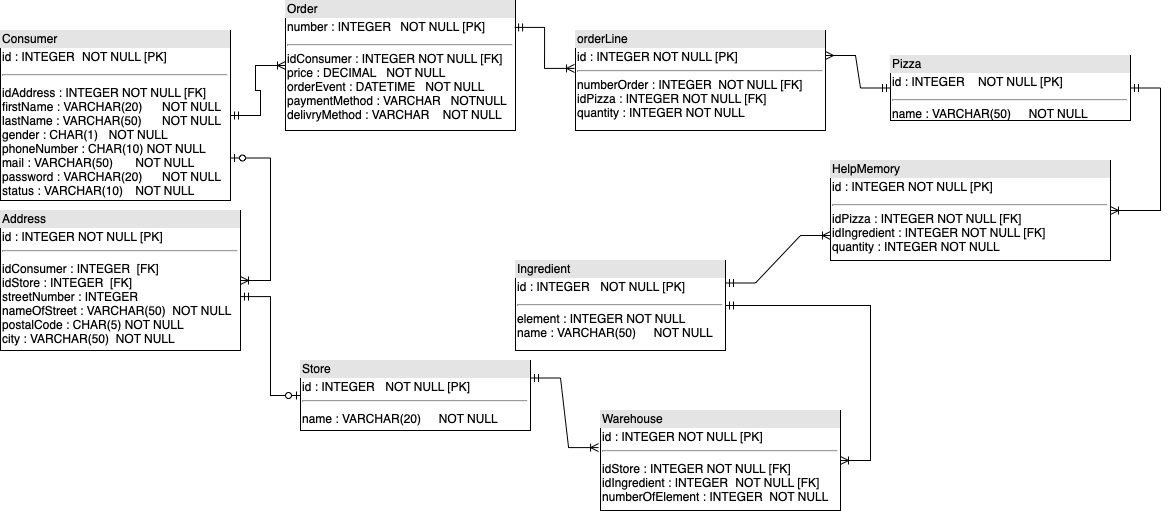 Order
number : INTEGER NOT NULL [PK]
idConsumer : INTEGER NOT NULL [FK]
price : DECIMAL NOT NULL
orderEvent : DATETIME NOT NULL
paymentMethod : VARCHAR NOTNULL
delivryMethod : VARCHAR NOT NULL
Consumer
id : INTEGER NOT NULL [PK]
idAddress : INTEGER NOT NULL [FK]
firstName : VARCHAR(20) NOT NULL
lastName : VARCHAR(50) NOT NULL
gender : CHAR(1) NOT NULL
phoneNumber : CHAR(10) NOT NULL
mail : VARCHAR(50) NOT NULL
password : VARCHAR(20) NOT NULL
status : VARCHAR(10) NOT NULL
orderLine
id : INTEGER NOT NULL [PK]
numberOrder : INTEGER NOT NULL [FK]
idPizza : INTEGER NOT NULL [FK]
quantity : INTEGER NOT NULL
Pizza
id : INTEGER NOT NULL [PK]
name : VARCHAR(50) NOT NULL
HelpMemory
id : INTEGER NOT NULL [PK]
idPizza : INTEGER NOT NULL [FK]
idIngredient : INTEGER NOT NULL [FK]
quantity : INTEGER NOT NULL
Address
id : INTEGER NOT NULL [PK]
idConsumer : INTEGER [FK]
idStore : INTEGER [FK]
streetNumber : INTEGER
nameOfStreet : VARCHAR(50) NOT NULL
postalCode : CHAR(5) NOT NULL
city : VARCHAR(50) NOT NULL
Ingredient
id : INTEGER NOT NULL [PK]
element : INTEGER NOT NULL
name : VARCHAR(50) NOT NULL
Store
id : INTEGER NOT NULL [PK]
name : VARCHAR(20) NOT NULL
Warehouse
id : INTEGER NOT NULL [PK]
idStore : INTEGER NOT NULL [FK]
idIngredient : INTEGER NOT NULL [FK]
numberOfElement : INTEGER NOT NULL